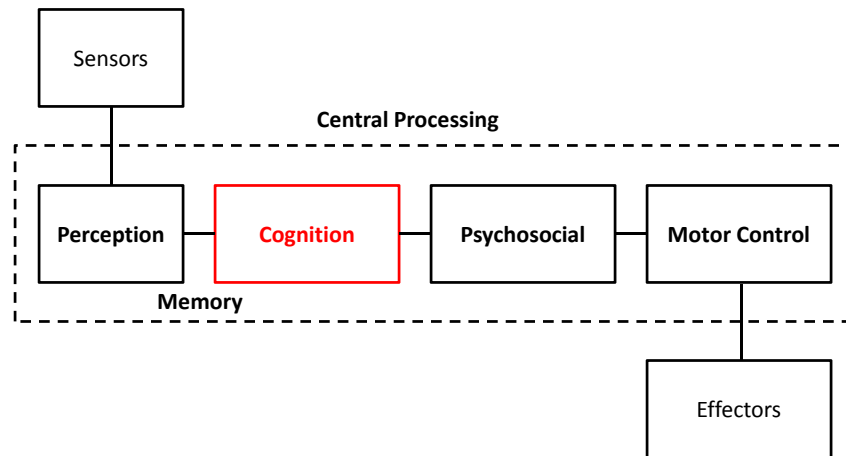 Sensors
Central Processing
Perception
Cognition
Psychosocial
Motor Control
Memory
Effectors